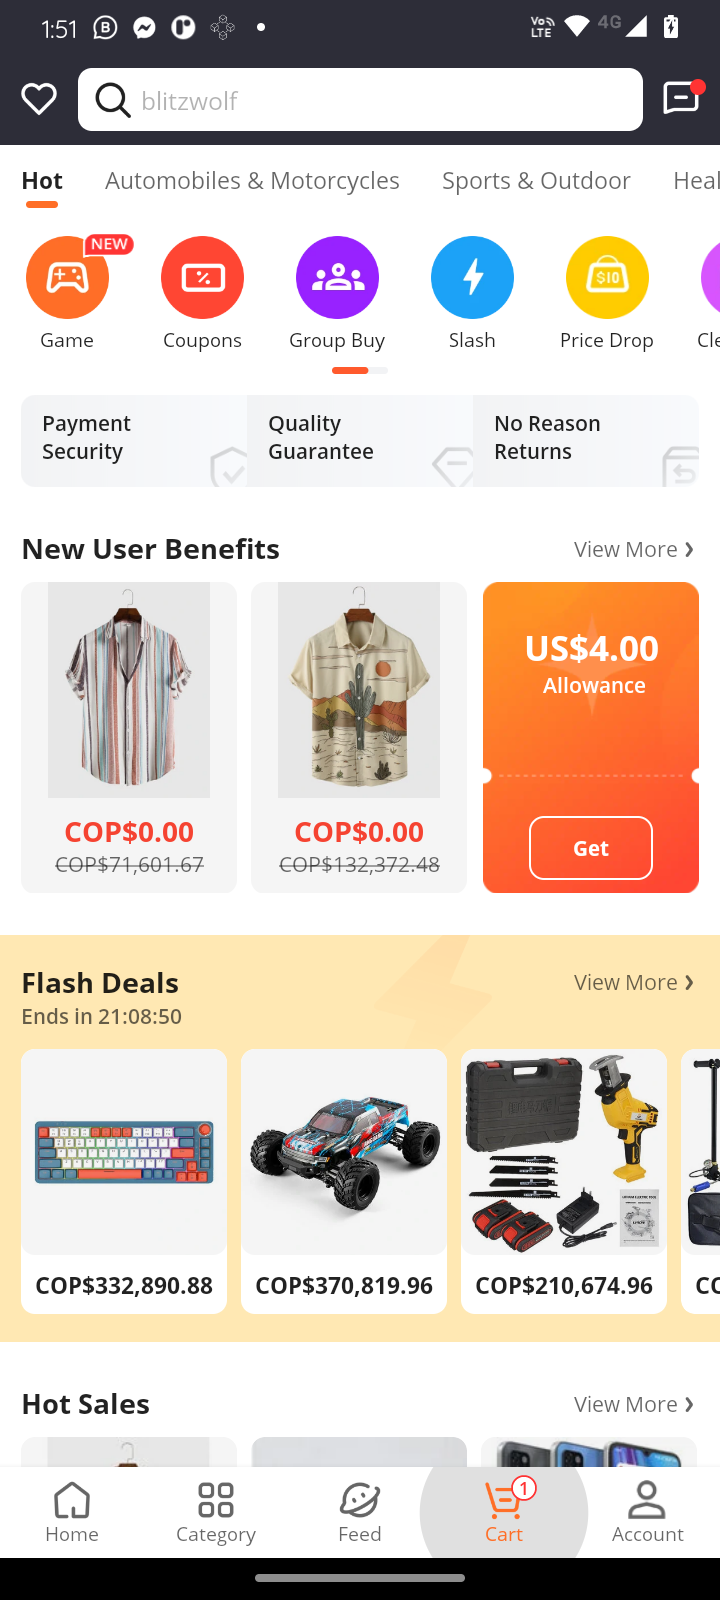 1:51
Vo
LTE
4G
blitzwolf
Hot
Automobiles & Motorcycles
Sports & Outdoor
Heal
NEW
$10
Game
Coupons
Group Buy
Slash
Price Drop
Cle
Payment
Security
Quality
Guarantee
No Reason
Returns
New User Benefits
View More
US$4.00
Allowance
COP$0.00
COP$71,601.67
COP$0.00
COP$132,372.48
Get
Flash Deals
View More
Ends in 21:08:50
COP$332,890.88
COP$370,819.96
COP$210,674.96
CO
Hot Sales
View More
1
Home
Category
Feed
Cart
Account